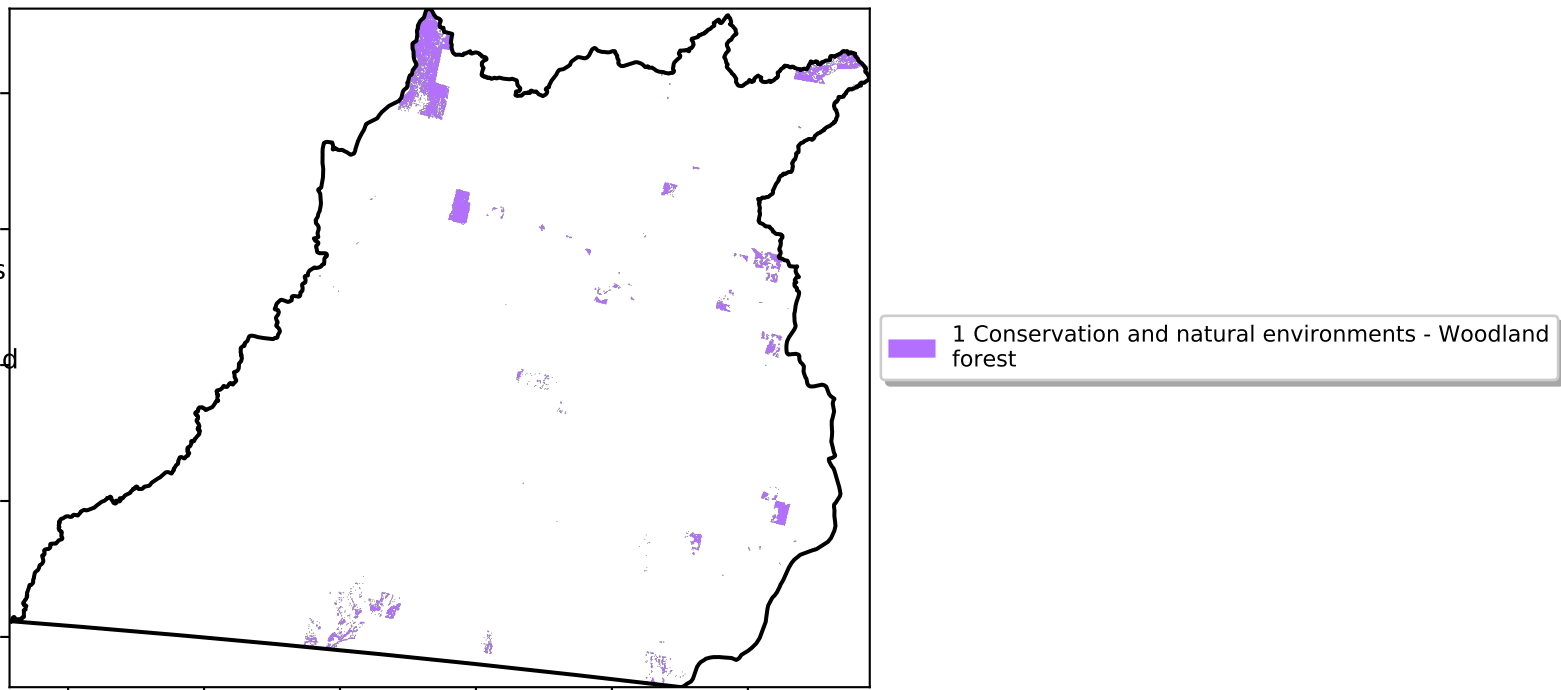 s
d
1 Conservation and natural environments - Woodland
forest